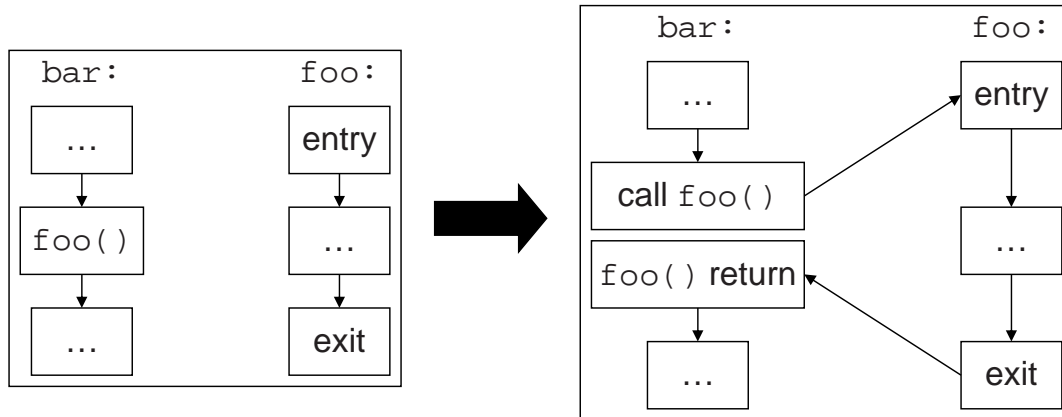 bar:
foo:
...
entry
foo()
...
...
exit
bar:
foo:
...
entry
call foo()
...
foo() return
...
exit